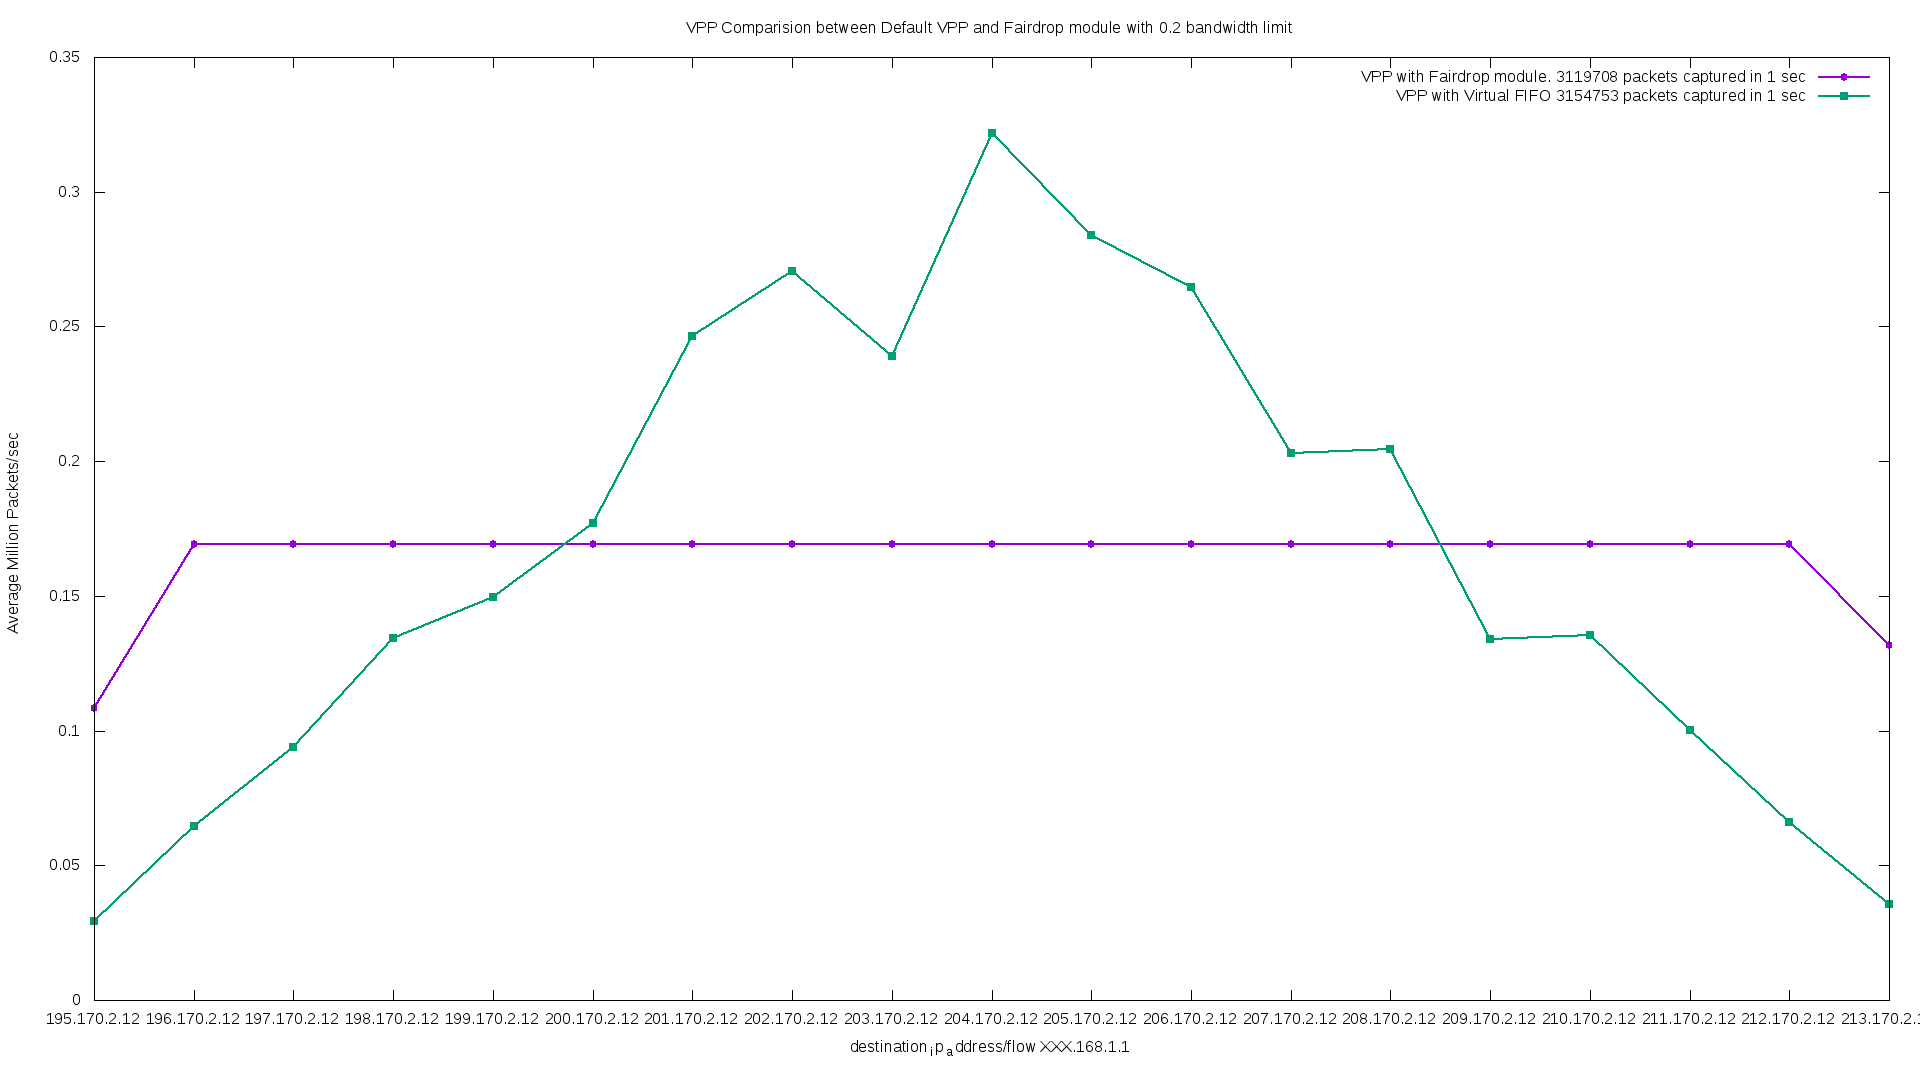 VPP Comparision between Default VPP and Fairdrop module with 0.2 bandwidth limit
VPP with Fairdrop module. 3119708 packets captured in 1 sec
VPP with Virtual FIFO 3154753 packets captured in 1 sec
Average Million Packets/sec
0.35
0.3
0.25
0.2
0.15
0.1
0.05
0
195.170.2.12 196.170.2.12 197.170.2.12 198.170.2.12 199.170.2.12 200.170.2.12 201.170.2.12 202.170.2.12 203.170.2.12 204.170.2.12 205.170.2.12 206.170.2.12 207.170.2.12 208.170.2.12 209.170.2.12 210.170.2.12 211.170.2.12 212.170.2.12 213.170.2.1
destination ip address/flow XXX.168.1.1